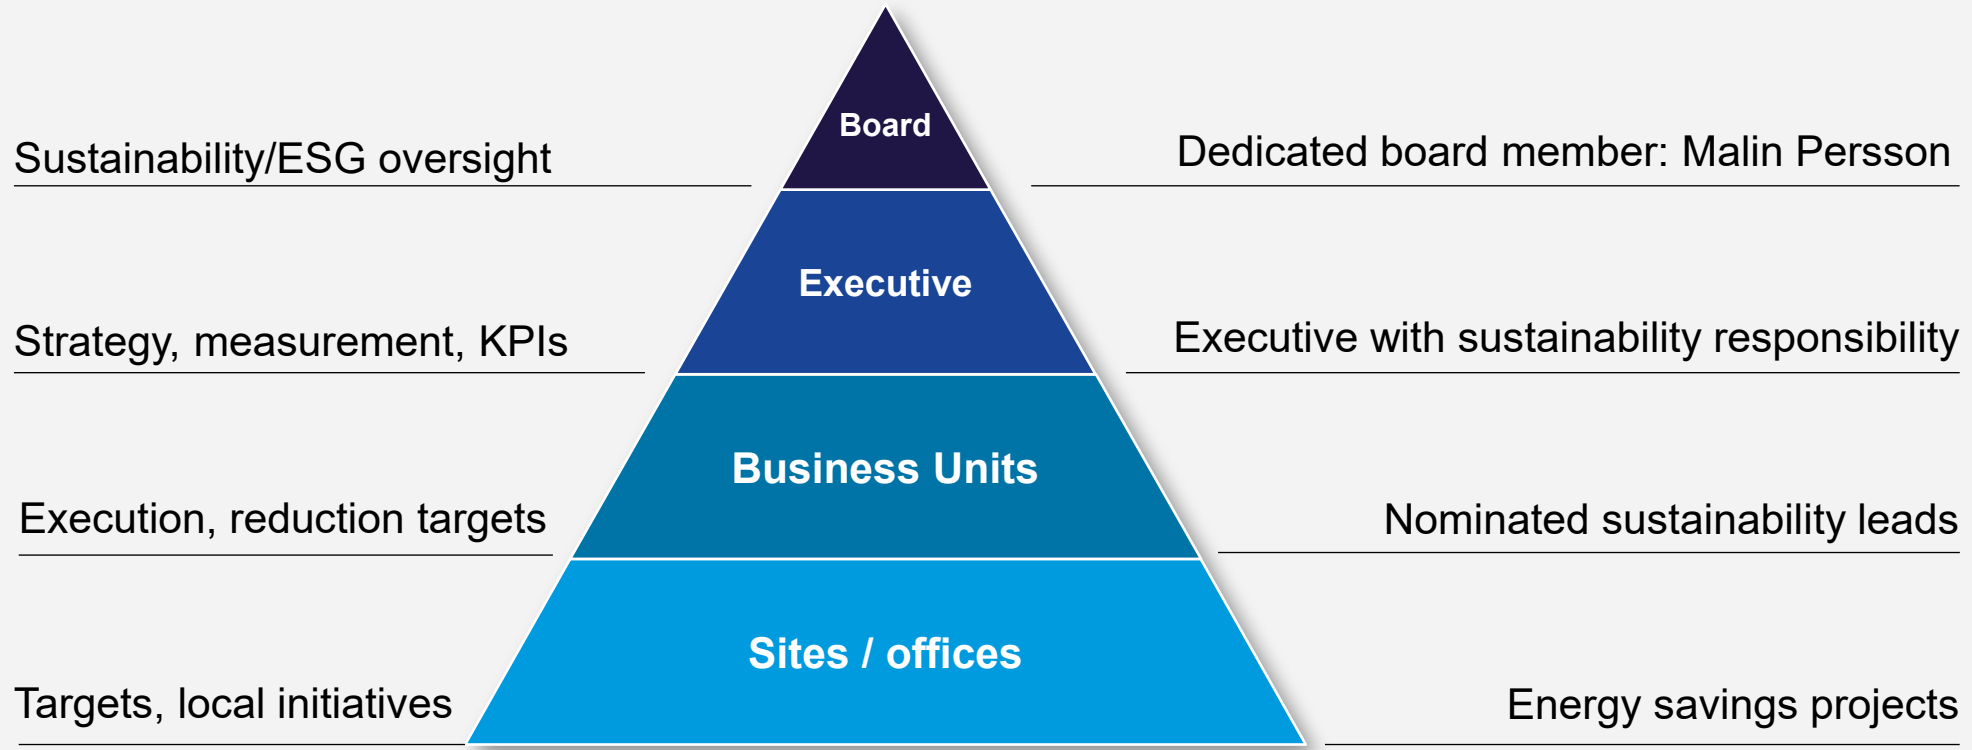 Board
Sustainability/ESG oversight
Dedicated board member: Malin Persson
Executive
Strategy, measurement, KPIs
Executive with sustainability responsibility
Business Units
Execution, reduction targets
Nominated sustainability leads
Sites / offices
Targets, local initiatives
Energy savings projects